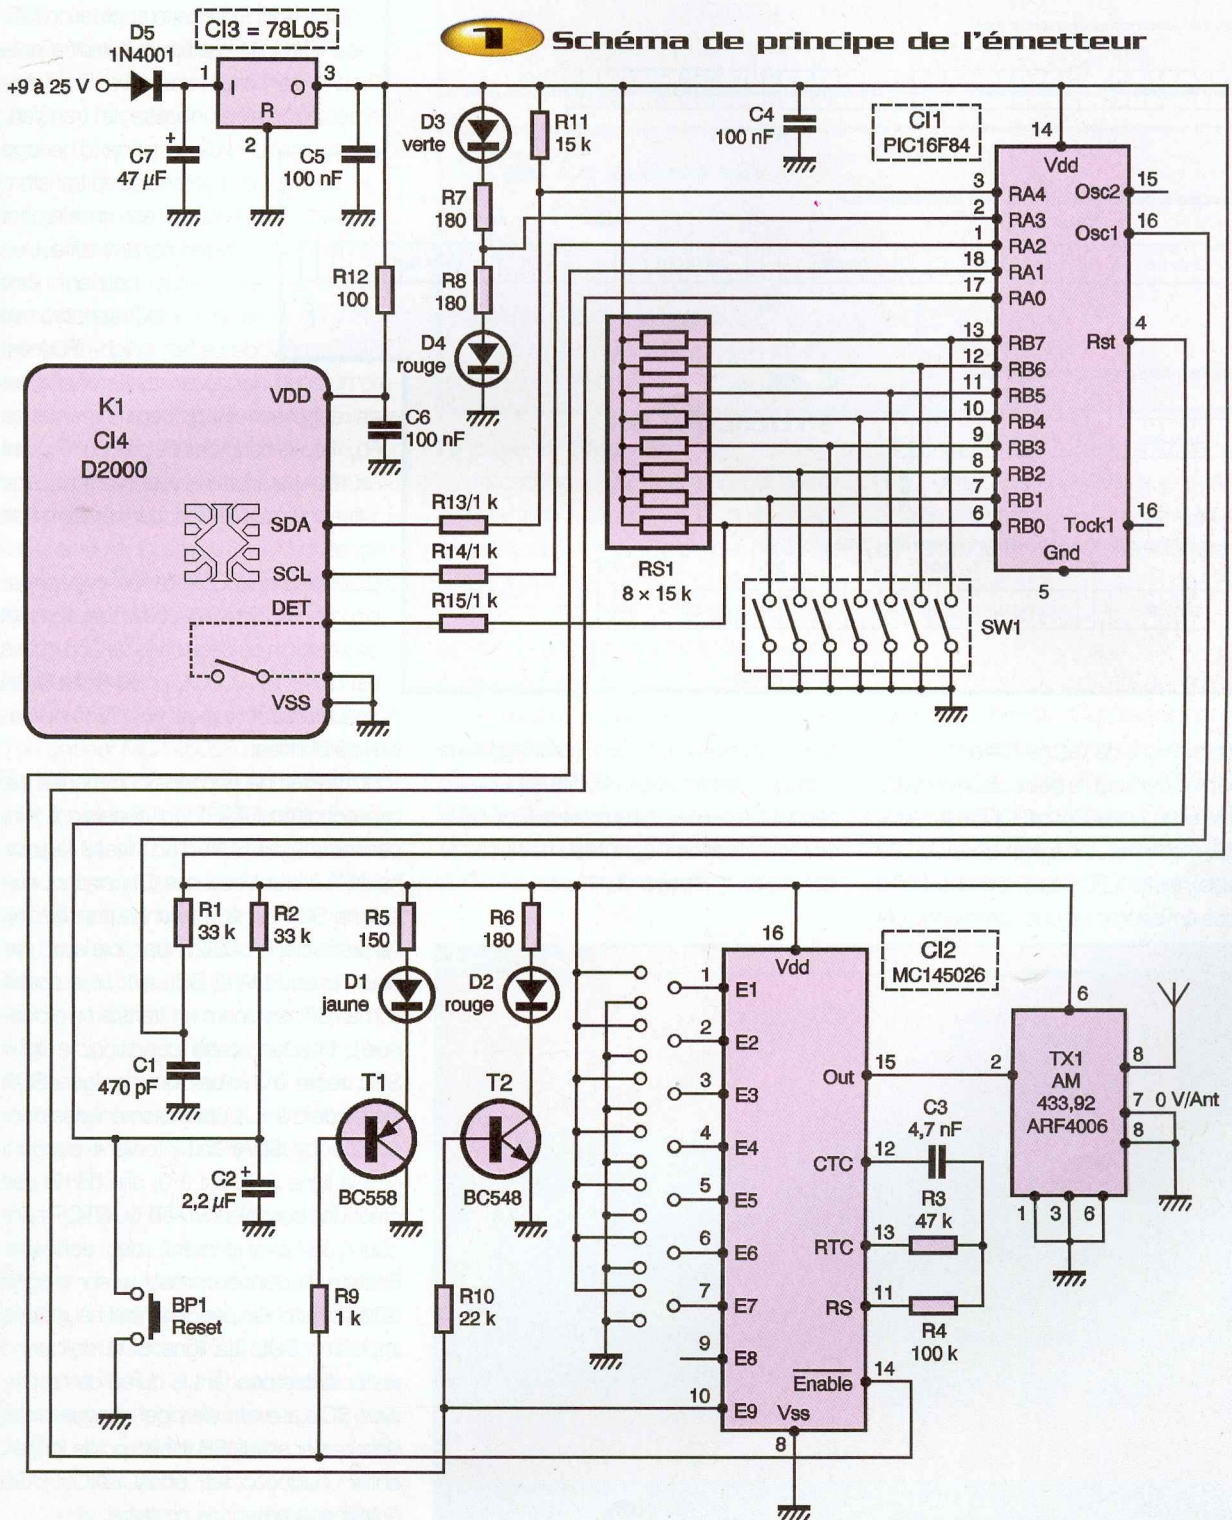 1 Schéma de principe de l'émetteur
D5
1N4001
CI3 = 78L05
+9 à 25 V
1
I
O
3
R
2
C7
47 µF
+
C5
100 nF
D3
verte
R11
15 k
C4
100 nF
CI1
PIC16F84
14
Vdd
3 RA4
2 RA3
1 RA2
18 RA1
17 RA0
13 RB7
12 RB6
11 RB5
10 RB4
9 RB3
8 RB2
7 RB1
6 RB0
Osc2 15
Osc1 16
Rst 4
Tock1 16
Gnd
5
R7
180
R8
180
D4
rouge
R12
100
C6
100 nF
K1
CI4
D2000
VDD
SDA
SCL
DET
VSS
R13/1 k
R14/1 k
R15/1 k
RS1
8 × 15 k
SW1
R1
33 k
R2
33 k
R5
150
R6
180
D1
jaune
D2
rouge
C1
470 pF
T1
BC558
T2
BC548
C2
2,2 µF
+
BP1
Reset
R9
1 k
R10
22 k
16
Vdd
CI2
MC145026
1 E1
2 E2
3 E3
4 E4
5 E5
6 E6
7 E7
9 E8
10 E9
Out 15
CTC 12
RTC 13
RS 11
Enable 14
Vss
8
C3
4,7 nF
R3
47 k
R4
100 k
6
TX1
AM
433,92
ARF4006
2
8
7 0 V/Ant
8
1 3 6